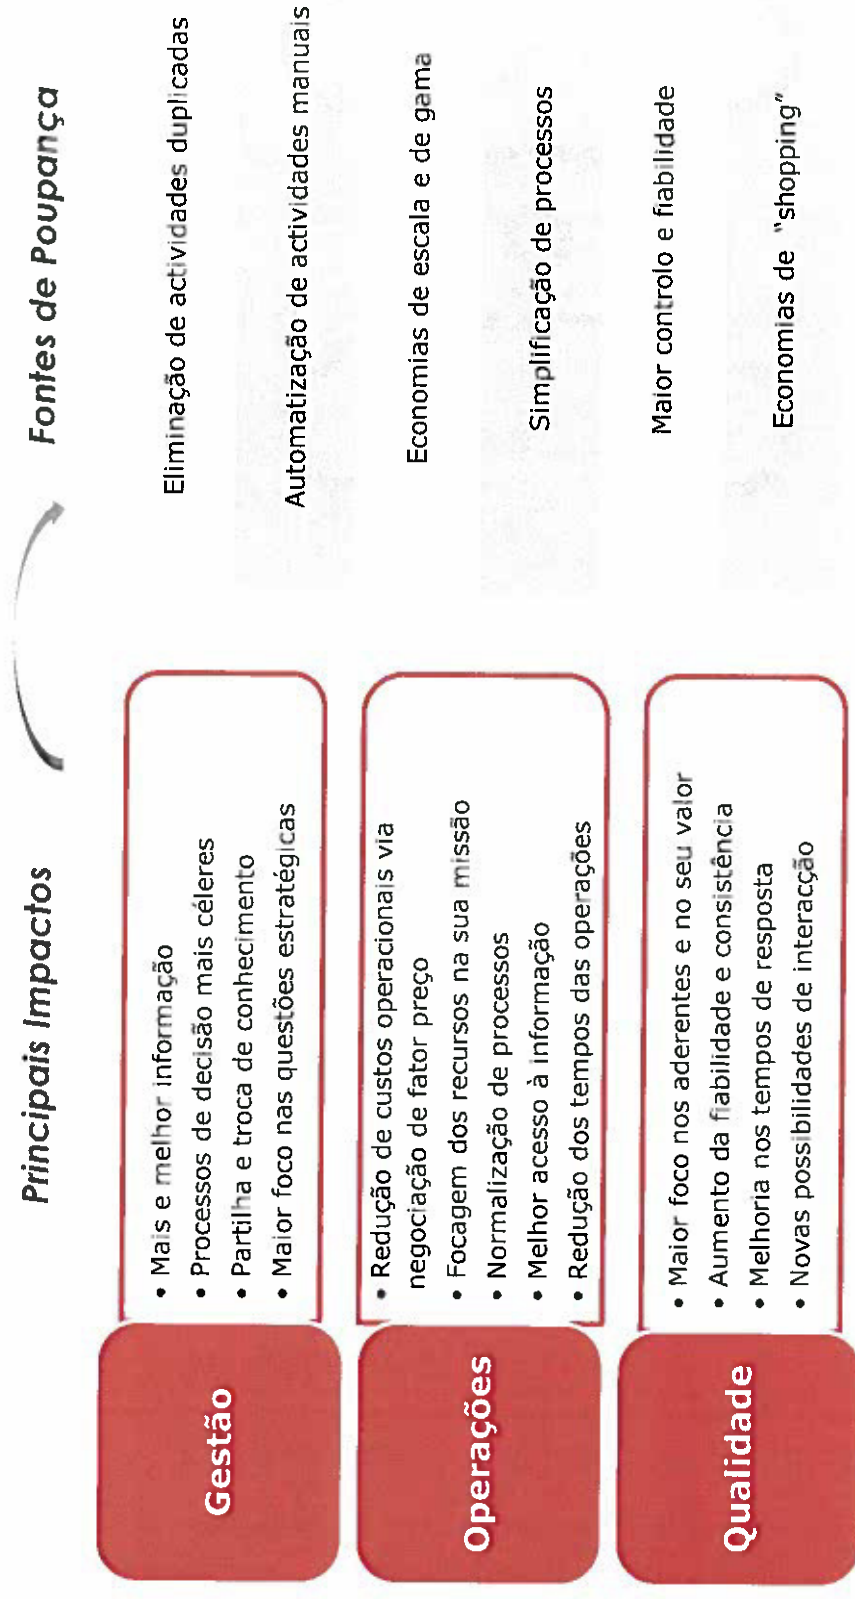 Principais Impactos
Fontes de Poupança
Gestão
• Mais e melhor informação
• Processos de decisão mais céleres
• Partilha e troca de conhecimento
• Maior foco nas questões estratégicas
Operações
• Redução de custos operacionais via
negociação de fator preço
• Focagem dos recursos na sua missão
• Normalização de processos
• Melhor acesso à informação
• Redução dos tempos das operações
Qualidade
• Maior foco nos aderentes e no seu valor
• Aumento da fiabilidade e consistência
• Melhoria nos tempos de resposta
• Novas possibilidades de interacção
Eliminação de actividades duplicadas
Automatização de actividades manuais
Economias de escala e de gama
Simplificação de processos
Maior controlo e fiabilidade
Economias de "shopping"